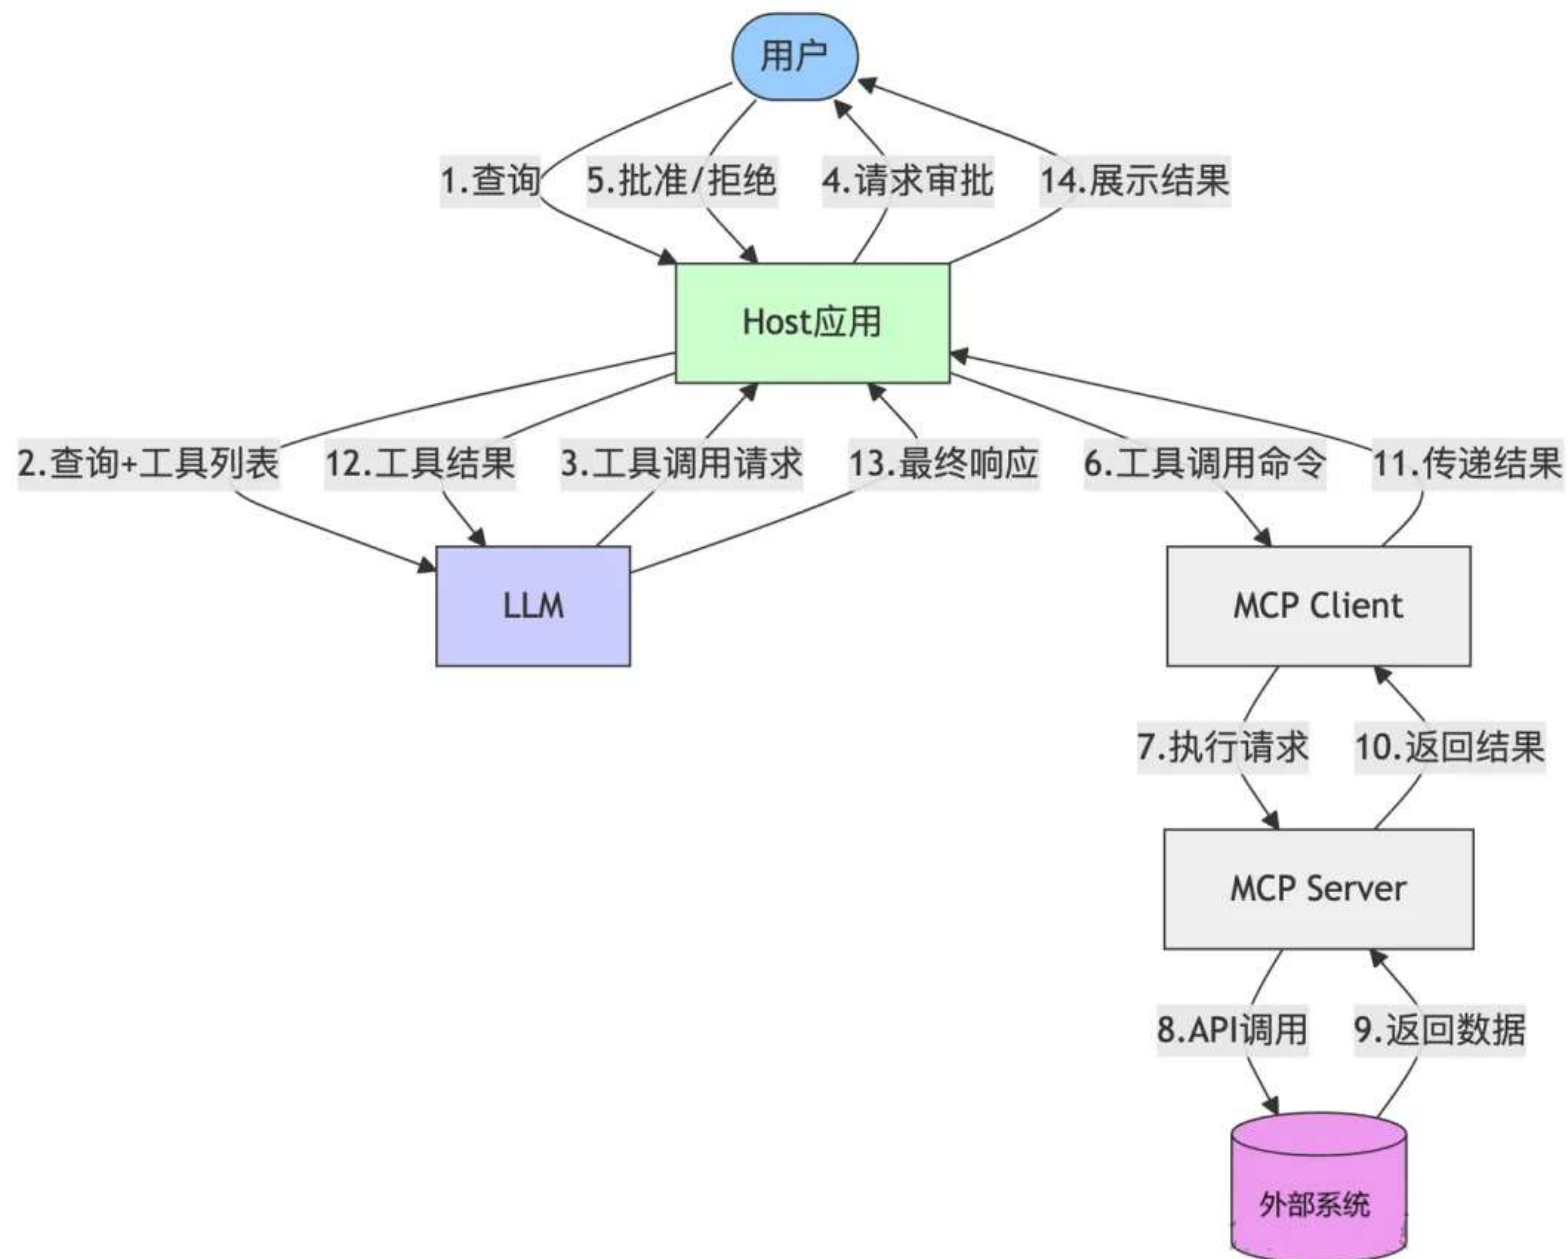 用户
1.查询
5.批准/拒绝
4.请求审批
14.展示结果
Host应用
2.查询+工具列表
12.工具结果
3.工具调用请求
13.最终响应
6.工具调用命令
11.传递结果
LLM
MCP Client
7.执行请求
10.返回结果
MCP Server
8.API调用
9.返回数据
外部系统